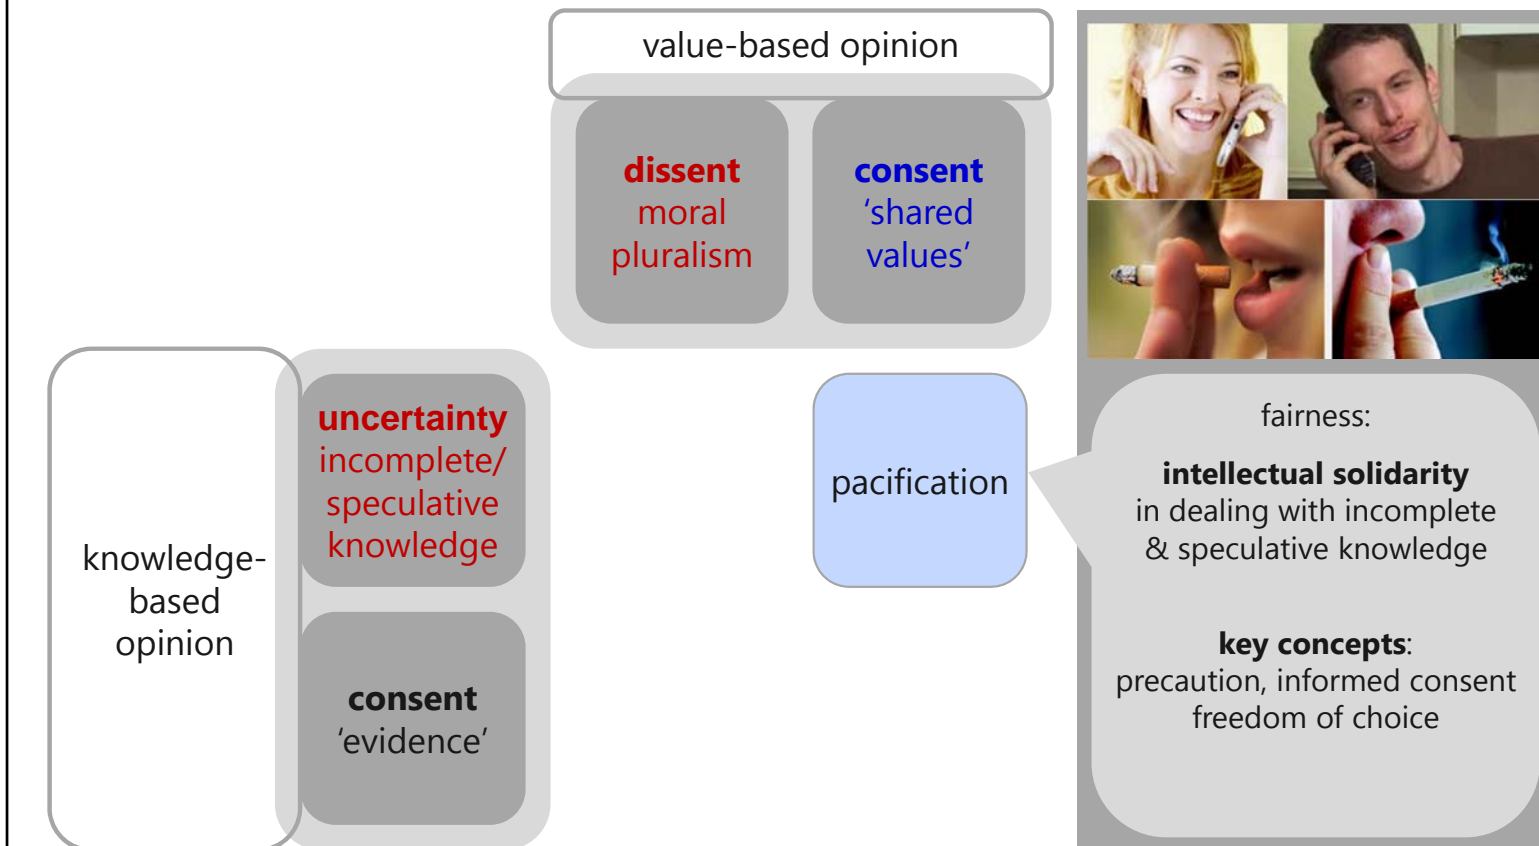 value-based opinion
dissent
moral
pluralism
consent
‘shared
values’
knowledge-
based
opinion
uncertainty
incomplete/
speculative
knowledge
consent
‘evidence’
pacification
fairness:
intellectual solidarity
in dealing with incomplete
& speculative knowledge
key concepts:
precaution, informed consent
freedom of choice